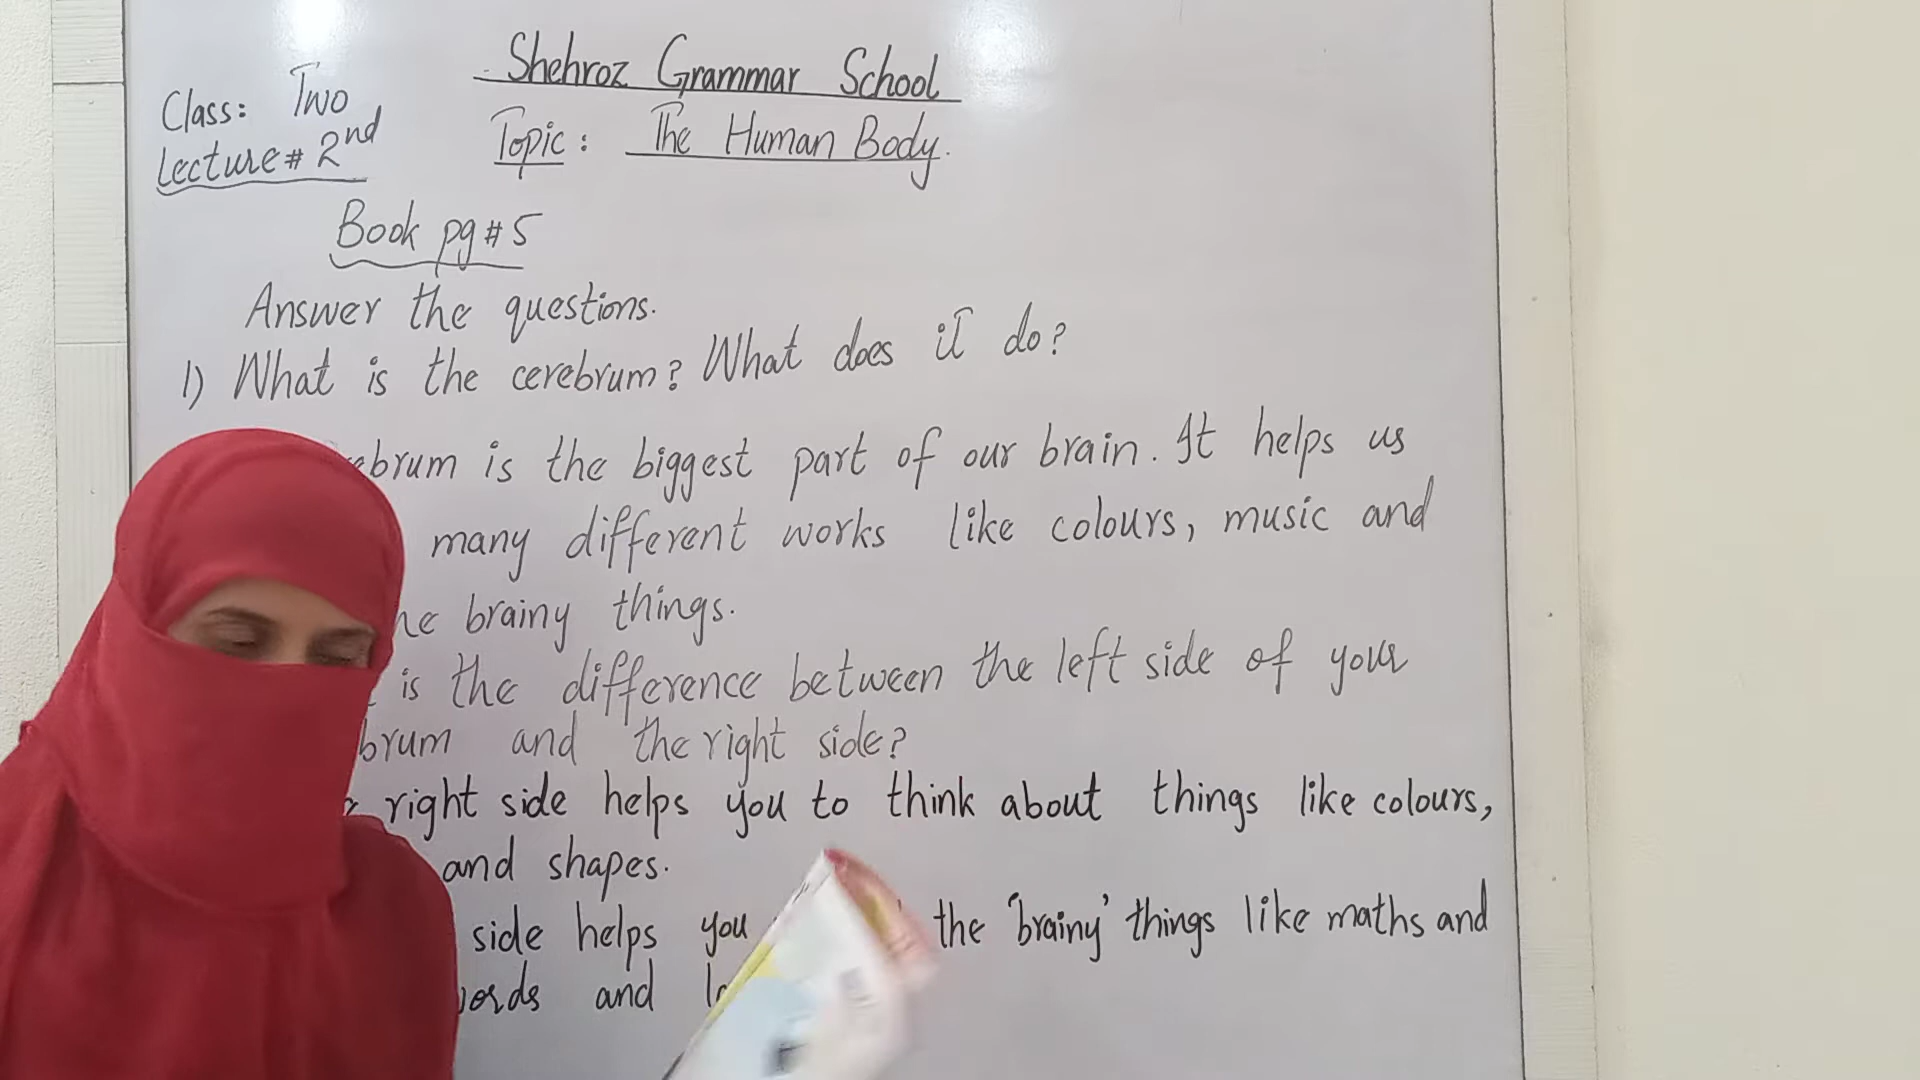 Shehroz Grammar School
Class: Two
Lecture# 2nd
Topic: The Human Body.
Book pg#5
Answer the questions.
1) What is the cerebrum? What does it do?
is the biggest part of our brain. It helps us
many different works like colours, music and
brainy things.
is the difference between the left side of your
and the right side?
right side helps you to think about things like colours,
and shapes.
side helps you the 'brainy' things like maths and
and